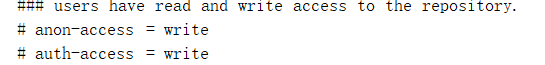 ### users have read and write access to the repository.
# anon-access = write
# auth-access = write